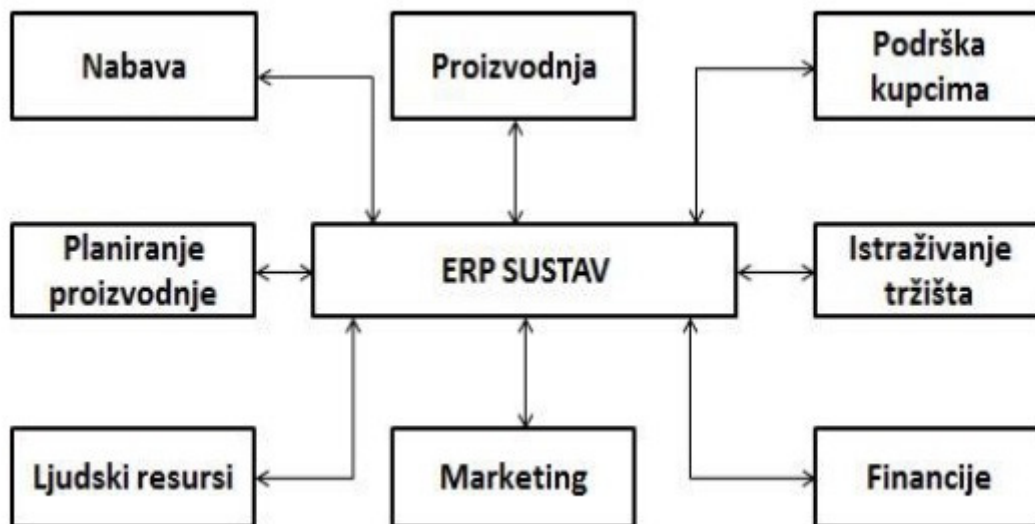 Nabava
Proizvodnja
Podrška
kupcima
Planiranje
proizvodnje
ERP SUSTAV
Istraživanje
tržišta
Ljudski resursi
Marketing
Financije